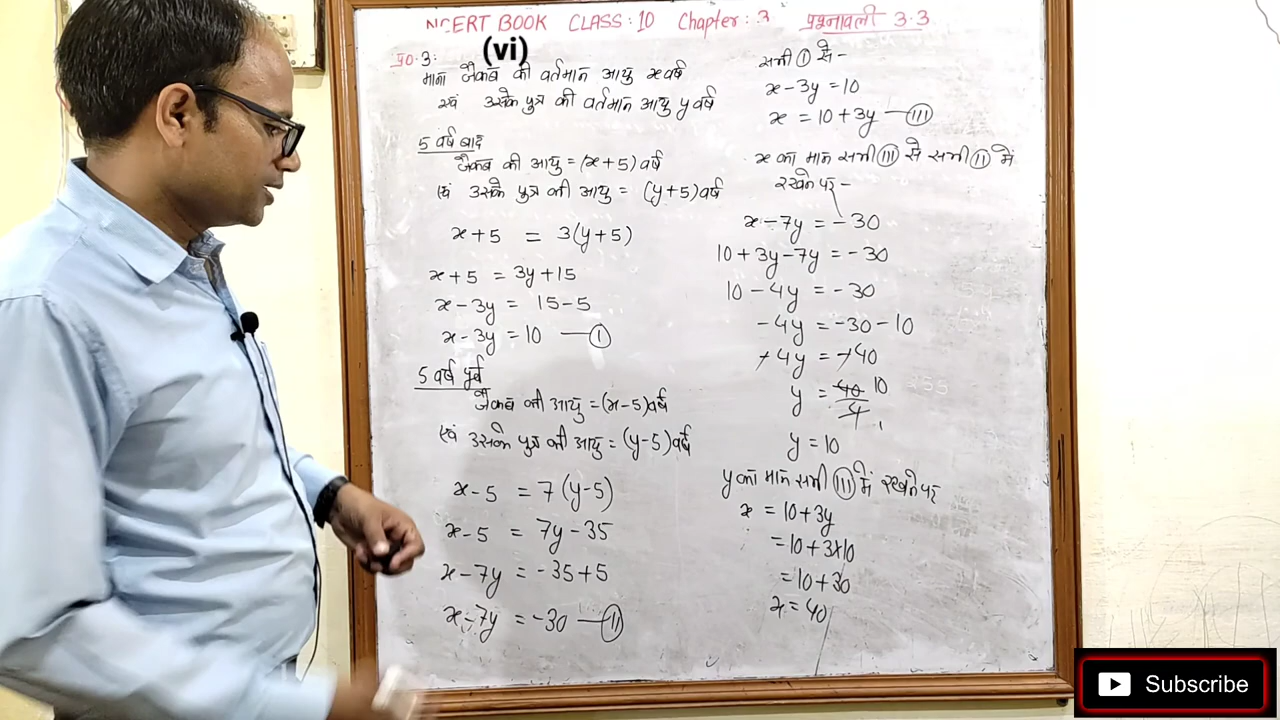 NCERT BOOK CLASS:10 Chapter:3 प्रश्नावली 3.3
प्र०.3: (vi)
माना जैकब की वर्तमान आयु x वर्ष
एवं उसके पुत्र की वर्तमान आयु y वर्ष
5 वर्ष बाद
जैकब की आयु = (x+5) वर्ष
एवं उसके पुत्र की आयु = (y+5) वर्ष
x+5 = 3(y+5)
x+5 = 3y+15
x-3y = 15-5
x-3y = 10 —(I)
5 वर्ष पूर्व
जैकब की आयु = (x-5) वर्ष
एवं उसके पुत्र की आयु = (y-5) वर्ष
x-5 = 7(y-5)
x-5 = 7y-35
x-7y = -35+5
x-7y = -30 —(II)
समी (I) से-
x-3y = 10
x = 10+3y —(III)
x का मान समी (III) से समी (II) में
रखने पर-
x-7y = -30
10+3y-7y = -30
10-4y = -30
-4y = -30-10
-4y = -40
y = 40/4 10 1
y = 10
y का मान समी (III) में रखने पर
x = 10+3y
= 10+3×10
= 10+30
x = 40
Subscribe